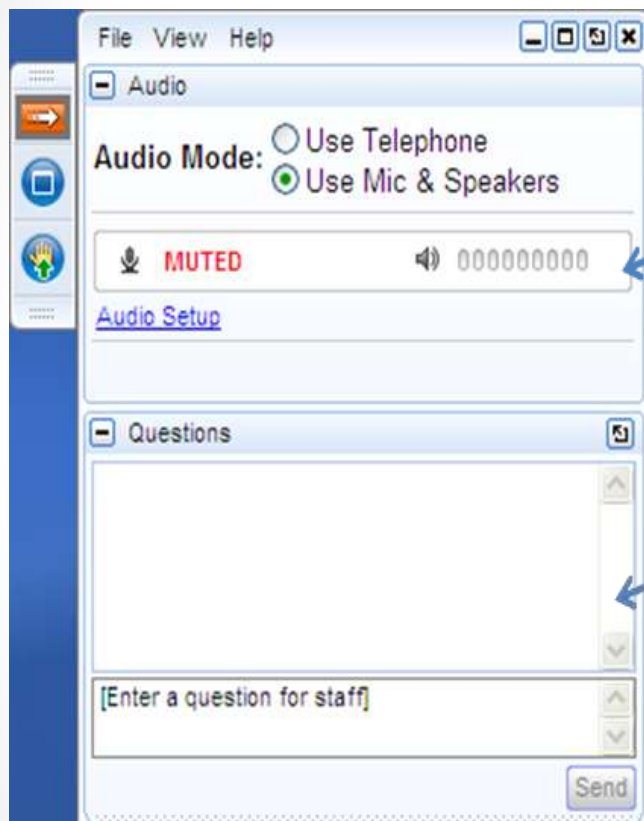 File View Help
Audio
Audio Mode:
Use Telephone
Use Mic & Speakers
MUTED 000000000
Audio Setup
Questions
[Enter a question for staff]
Send